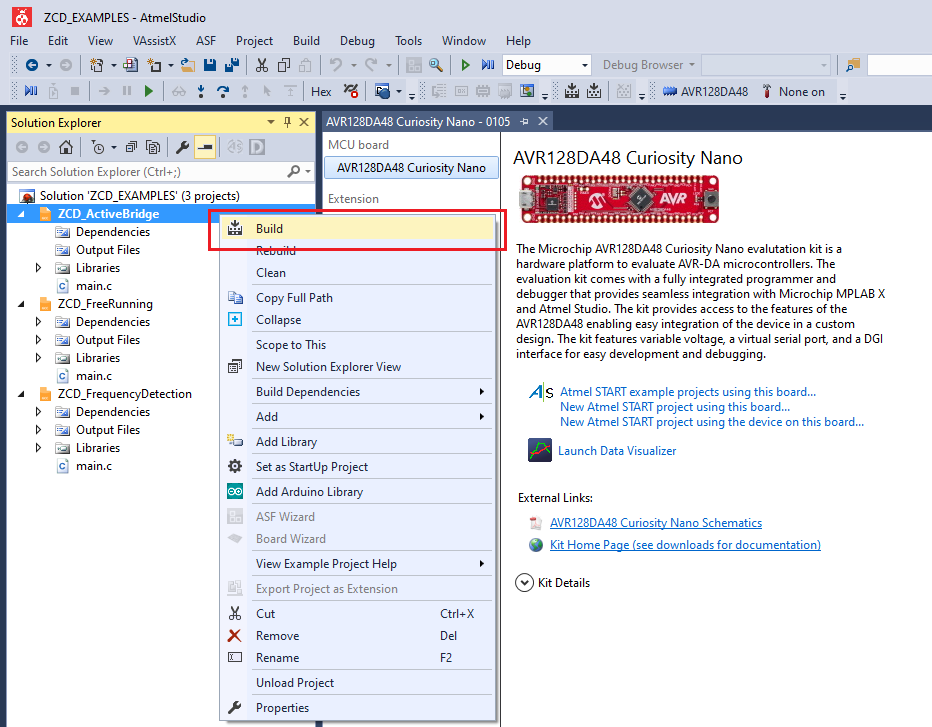 ZCD_EXAMPLES - AtmelStudio
File Edit View VAssistX ASF Project Build Debug Tools Window Help
Debug Debug Browser
Hex AVR128DA48 None on
Solution Explorer
Search Solution Explorer (Ctrl+;)
Solution 'ZCD_EXAMPLES' (3 projects)
ZCD_ActiveBridge
Dependencies
Output Files
Libraries
main.c
ZCD_FreeRunning
Dependencies
Output Files
Libraries
main.c
ZCD_FrequencyDetection
Dependencies
Output Files
Libraries
main.c
Build
Rebuild
Clean
Copy Full Path
Collapse
Scope to This
New Solution Explorer View
Build Dependencies
Add
Add Library
Set as StartUp Project
Add Arduino Library
ASF Wizard
Board Wizard
View Example Project Help
Export Project as Extension
Cut Ctrl+X
Remove Del
Rename F2
Unload Project
Properties
AVR128DA48 Curiosity Nano - 0105
MCU board
AVR128DA48 Curiosity Nano
Extension
AVR128DA48 Curiosity Nano
AVR
The Microchip AVR128DA48 Curiosity Nano evalutation kit is a
hardware platform to evaluate AVR-DA microcontrollers. The
evaluation kit comes with a fully integrated programmer and
debugger that provides seamless integration with Microchip MPLAB X
and Atmel Studio. The kit provides access to the features of the
AVR128DA48 enabling easy integration of the device in a custom
design. The kit features variable voltage, a virtual serial port, and a DGI
interface for easy development and debugging.
Atmel START example projects using this board...
New Atmel START project using this board...
New Atmel START project using the device on this board...
Launch Data Visualizer
External Links:
AVR128DA48 Curiosity Nano Schematics
Kit Home Page (see downloads for documentation)
Kit Details